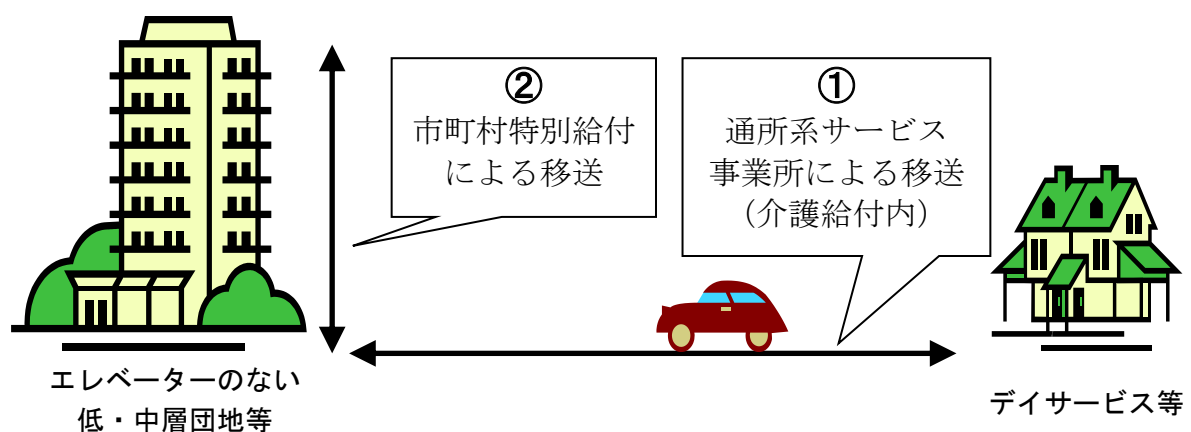 ②
市町村特別給付
による移送
①
通所系サービス
事業所による移送
（介護給付内）
エレベーターのない
低・中層団地等
デイサービス等